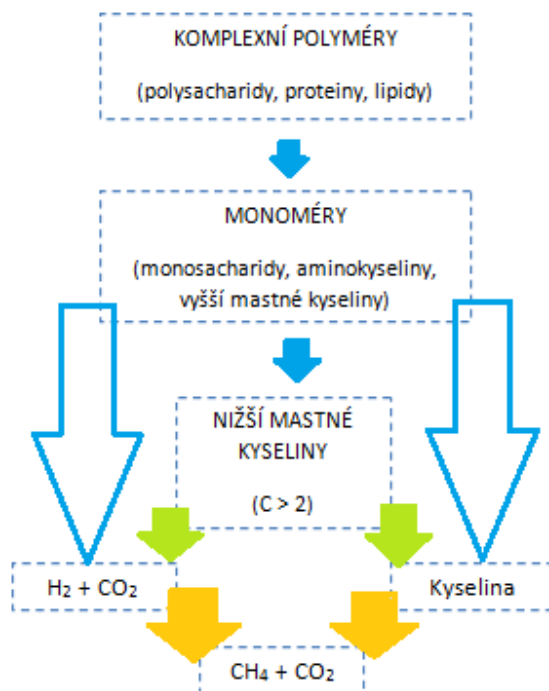 KOMPLEXNÍ POLYMÉRY
(polysacharidy, proteiny, lipidy)
MONOMÉRY
(monosacharidy, aminokyseliny,
vyšší mastné kyseliny)
NIŽŠÍ MASTNÉ
KYSELINY
(C > 2)
H₂ + CO₂
Kyselina
CH₄ + CO₂